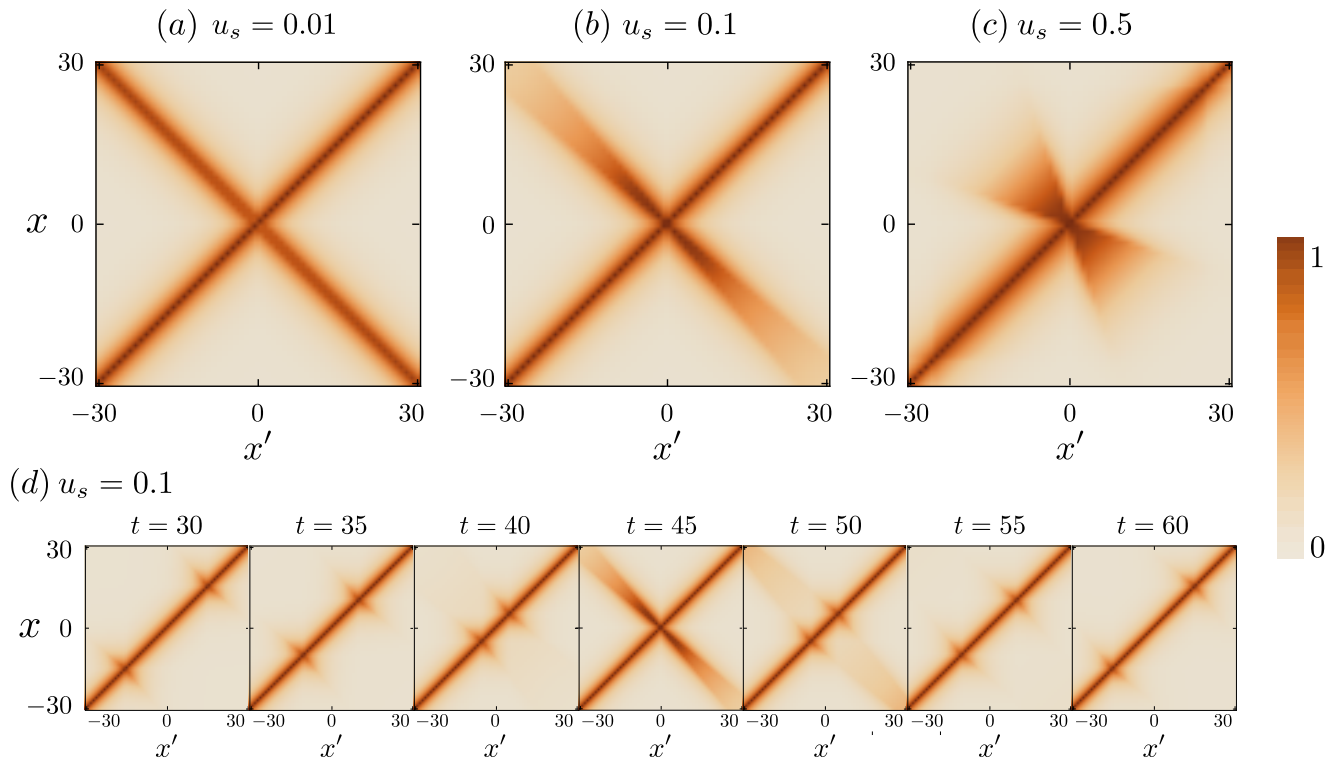 (a) u_s = 0.01 (b) u_s = 0.1 (c) u_s = 0.5
30 30 30
x 0 0 0
−30 −30 −30
−30 0 30 −30 0 30 −30 0 30
x′ x′ x′
1
0
(d) u_s = 0.1
t = 30 t = 35 t = 40 t = 45 t = 50 t = 55 t = 60
30
x 0
−30
−30 0 30 −30 0 30 −30 0 30 −30 0 30 −30 0 30 −30 0 30 −30 0 30
x′ x′ x′ x′ x′ x′ x′